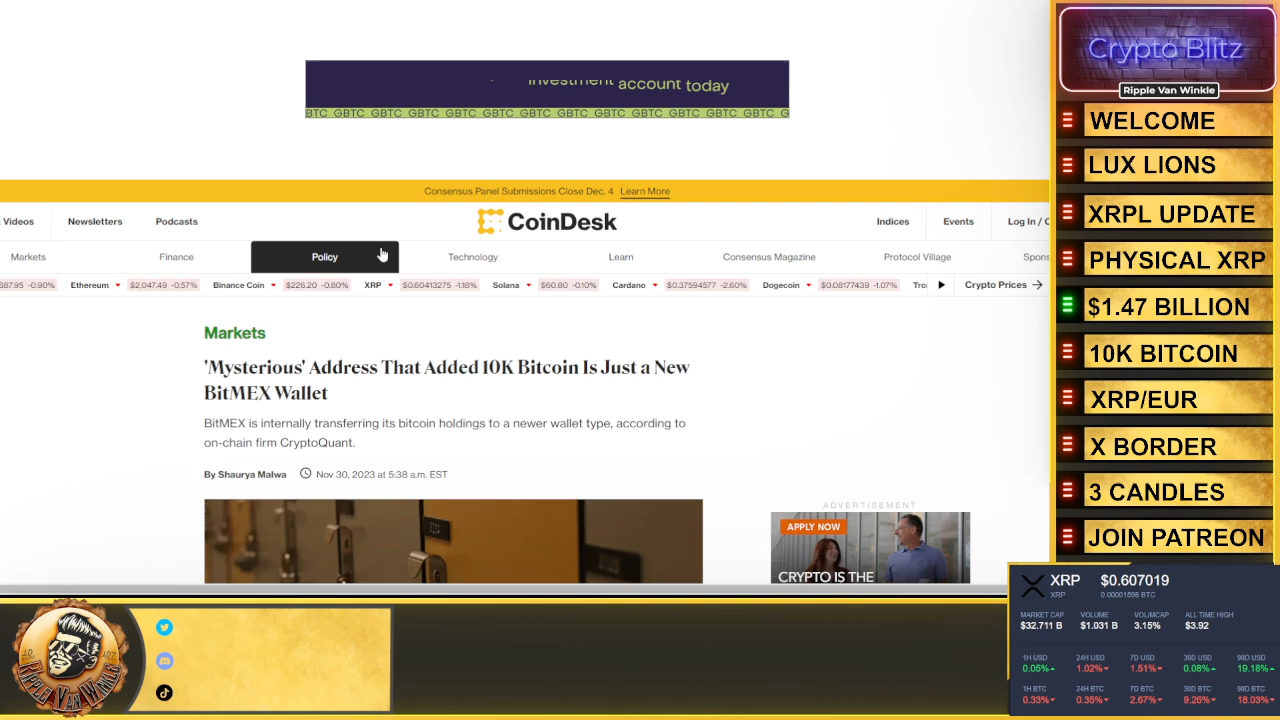 investment account today
BTC GBTC GBTC GBTC GBTC GBTC GBTC GBTC GBTC GBTC GBTC GBTC GBTC G
Consensus Panel Submissions Close Dec. 4 Learn More
Videos Newsletters Podcasts
CoinDesk
Indices Events Log In / C
Markets Finance Policy Technology Learn Consensus Magazine Protocol Village Spons
887.95 -0.90% Ethereum $2,047.49 -0.57% Binance Coin $226.20 -0.80% XRP $0.60413275 -1.18% Solana $60.80 -0.10% Cardano $0.37594577 -2.60% Dogecoin $0.08177439 -1.07% Tro Crypto Prices →
Markets
'Mysterious' Address That Added 10K Bitcoin Is Just a New
BitMEX Wallet
BitMEX is internally transferring its bitcoin holdings to a newer wallet type, according to
on-chain firm CryptoQuant.
By Shaurya Malwa Nov 30, 2023 at 5:38 a.m. EST
ADVERTISEMENT
APPLY NOW
CRYPTO IS THE
Crypto Blitz
Ripple Van Winkle
WELCOME
LUX LIONS
XRPL UPDATE
PHYSICAL XRP
$1.47 BILLION
10K BITCOIN
XRP/EUR
X BORDER
3 CANDLES
JOIN PATREON
RIPPLE VAN WINKLE
XRP $0.607019
XRP 0.00001598 BTC
MARKET CAP VOLUME VOL/MCAP ALL TIME HIGH
$32.711 B $1.031 B 3.15% $3.92
1H USD 24H USD 7D USD 30D USD 90D USD
0.05% 1.02% 1.51% 0.08% 19.18%
1H BTC 24H BTC 7D BTC 30D BTC 90D BTC
0.33% 0.35% 2.67% 9.26% 18.03%